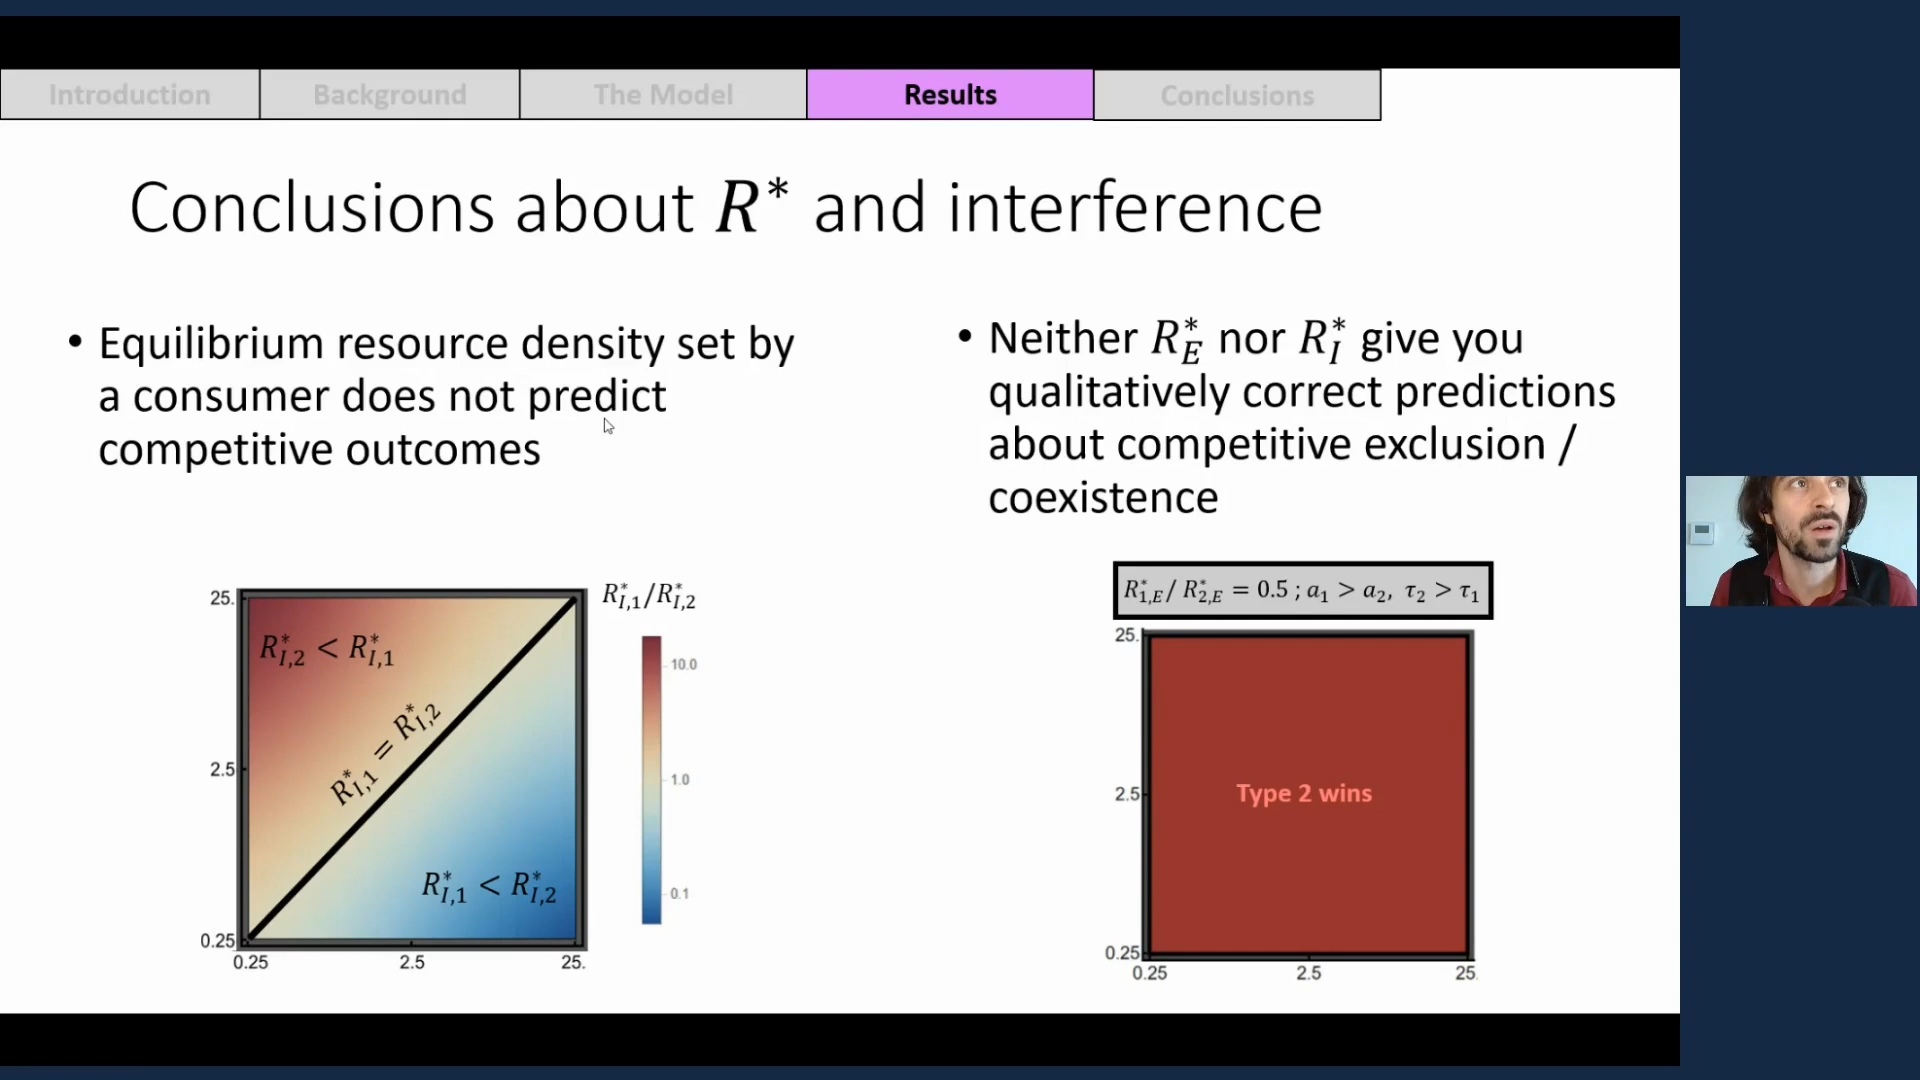 Introduction
Background
The Model
Results
Conclusions
Conclusions about R* and interference
• Equilibrium resource density set by
a consumer does not predict
competitive outcomes
• Neither R*_E nor R*_I give you
qualitatively correct predictions
about competitive exclusion /
coexistence
R*_{I,1}/R*_{I,2}
25.
2.5
0.25
R*_{I,2} < R*_{I,1}
R*_{I,1} = R*_{I,2}
R*_{I,1} < R*_{I,2}
0.25
2.5
25.
10.0
1.0
0.1
R*_{1,E}/ R*_{2,E} = 0.5 ; a_1 > a_2, τ_2 > τ_1
25.
2.5
0.25
Type 2 wins
0.25
2.5
25.